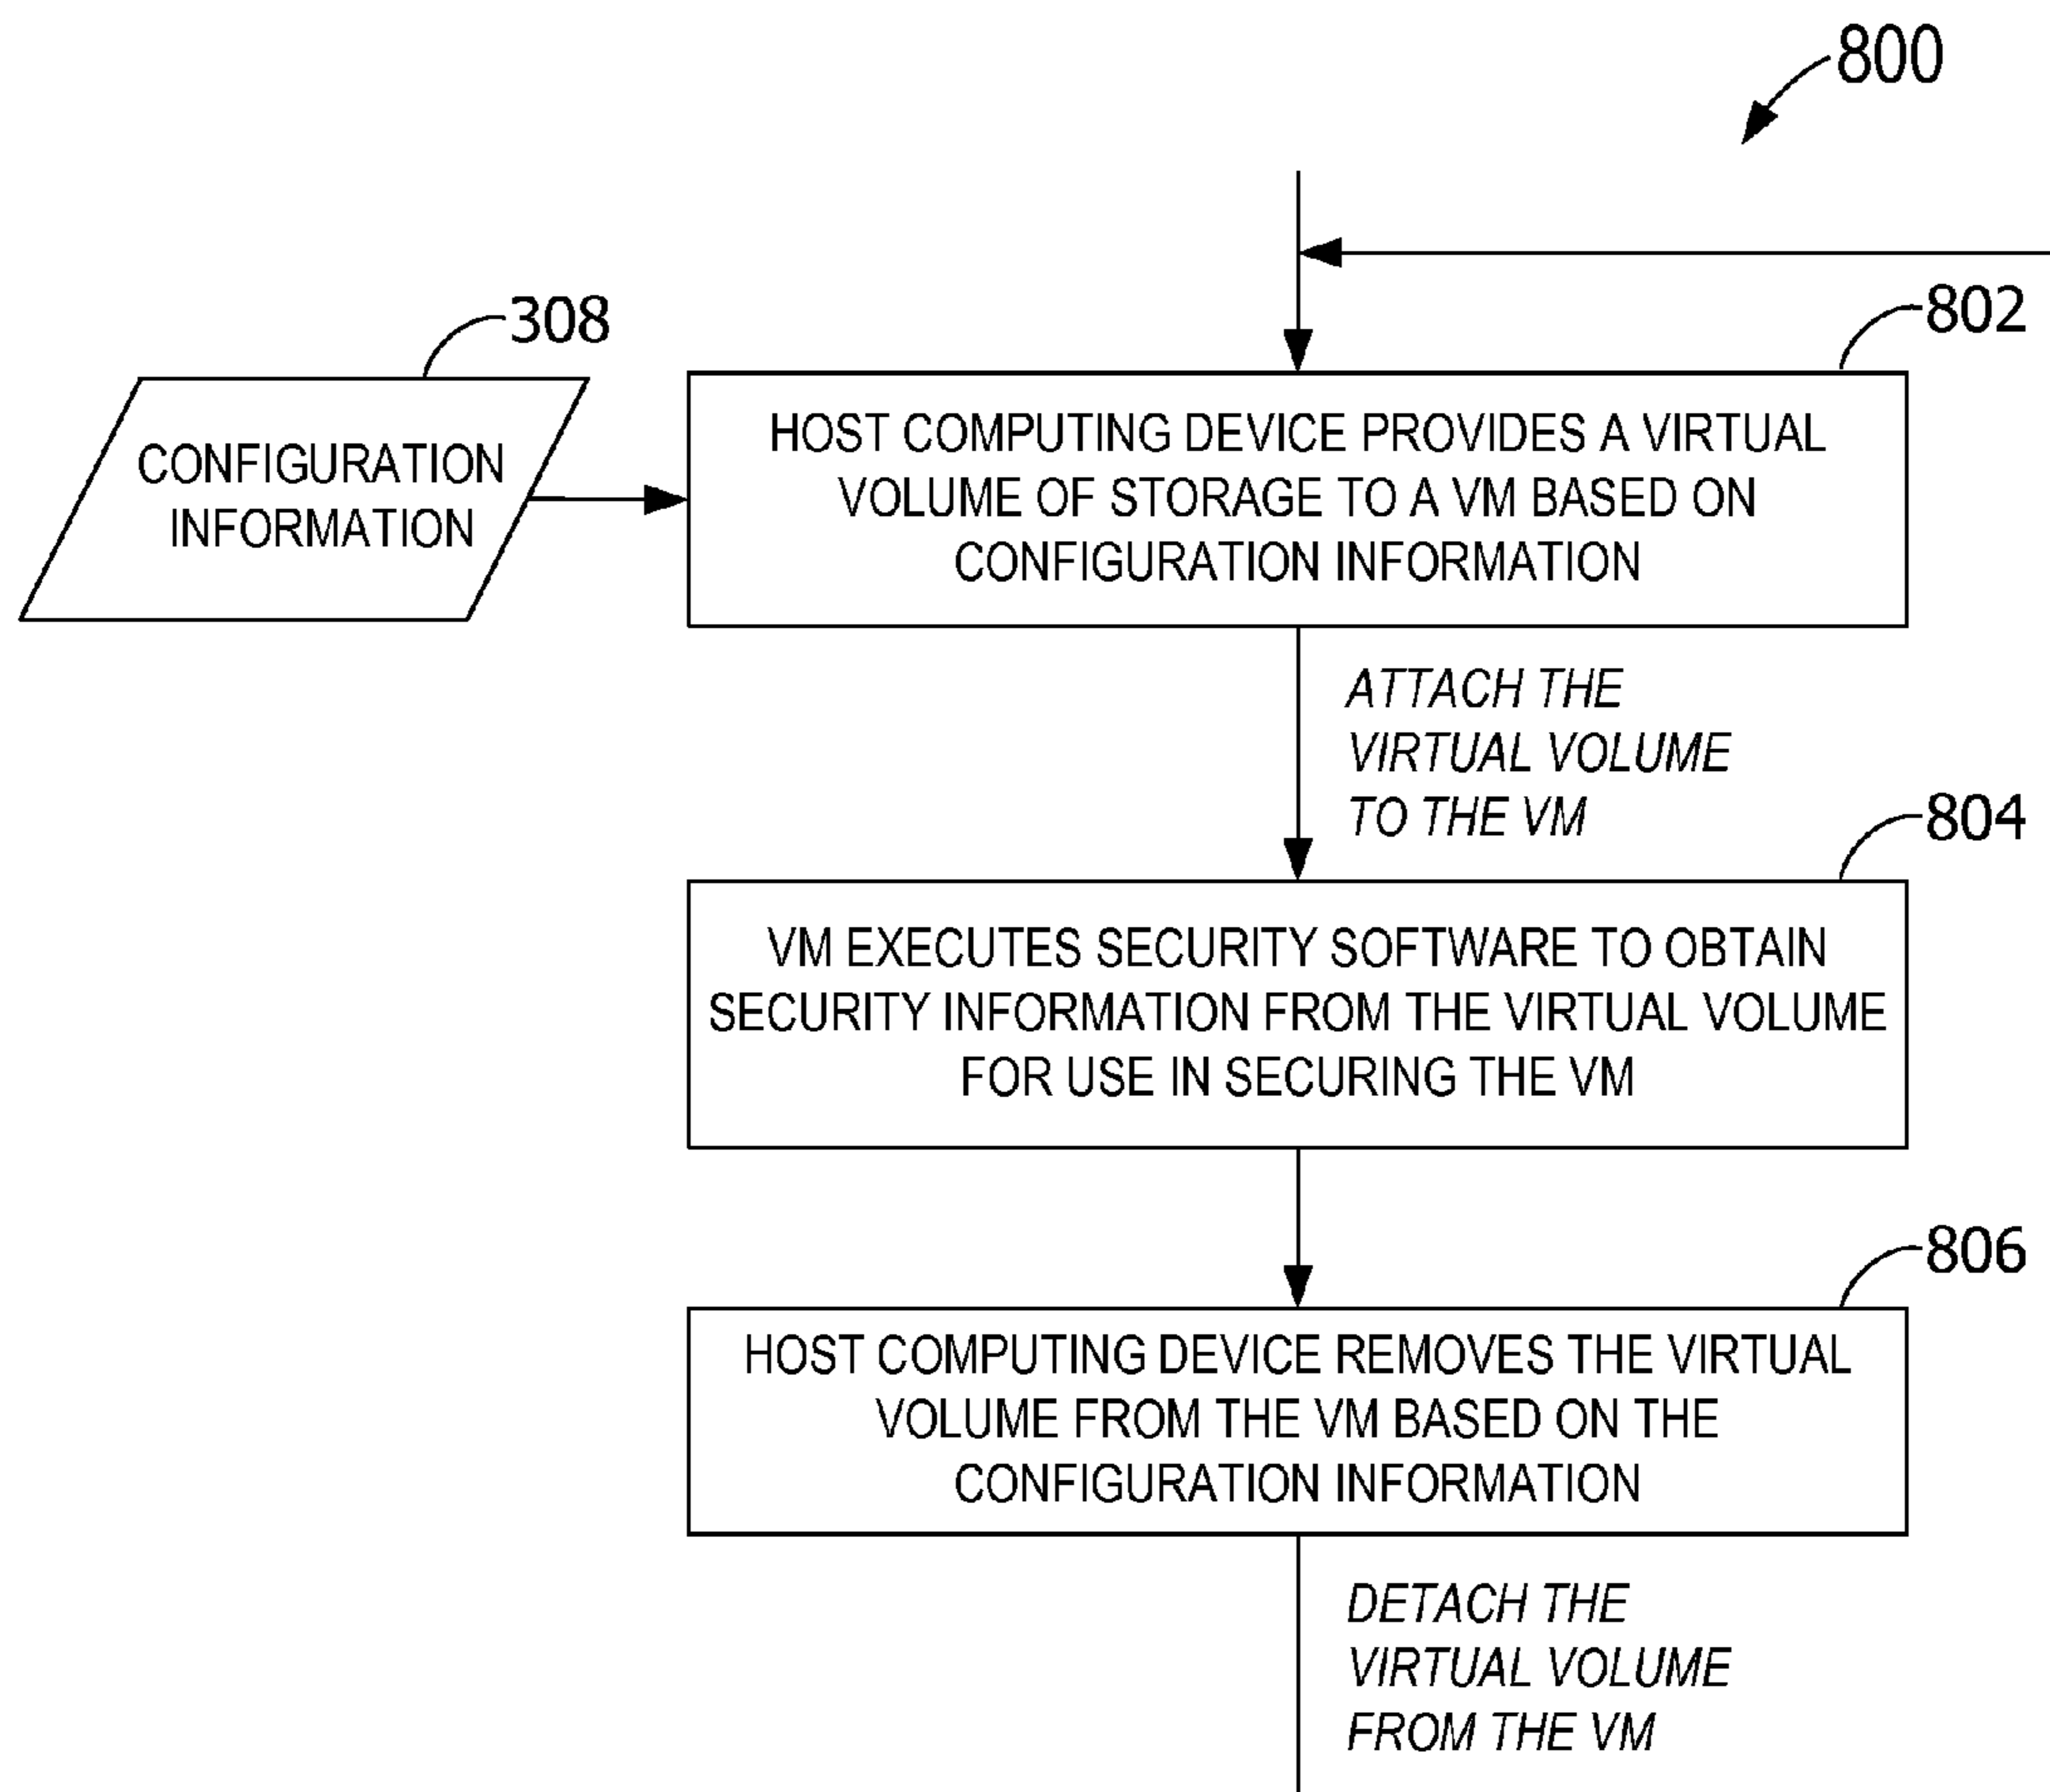 800
308
802
CONFIGURATION
INFORMATION
HOST COMPUTING DEVICE PROVIDES A VIRTUAL
VOLUME OF STORAGE TO A VM BASED ON
CONFIGURATION INFORMATION
ATTACH THE
VIRTUAL VOLUME
TO THE VM
804
VM EXECUTES SECURITY SOFTWARE TO OBTAIN
SECURITY INFORMATION FROM THE VIRTUAL VOLUME
FOR USE IN SECURING THE VM
806
HOST COMPUTING DEVICE REMOVES THE VIRTUAL
VOLUME FROM THE VM BASED ON THE
CONFIGURATION INFORMATION
DETACH THE
VIRTUAL VOLUME
FROM THE VM